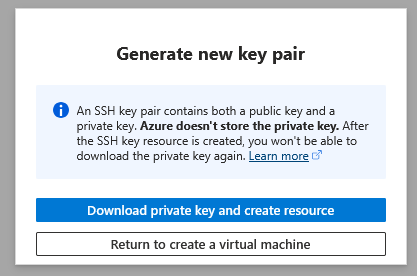 Generate new key pair
An SSH key pair contains both a public key and a
private key. Azure doesn't store the private key. After
the SSH key resource is created, you won't be able to
download the private key again. Learn more
Download private key and create resource
Return to create a virtual machine